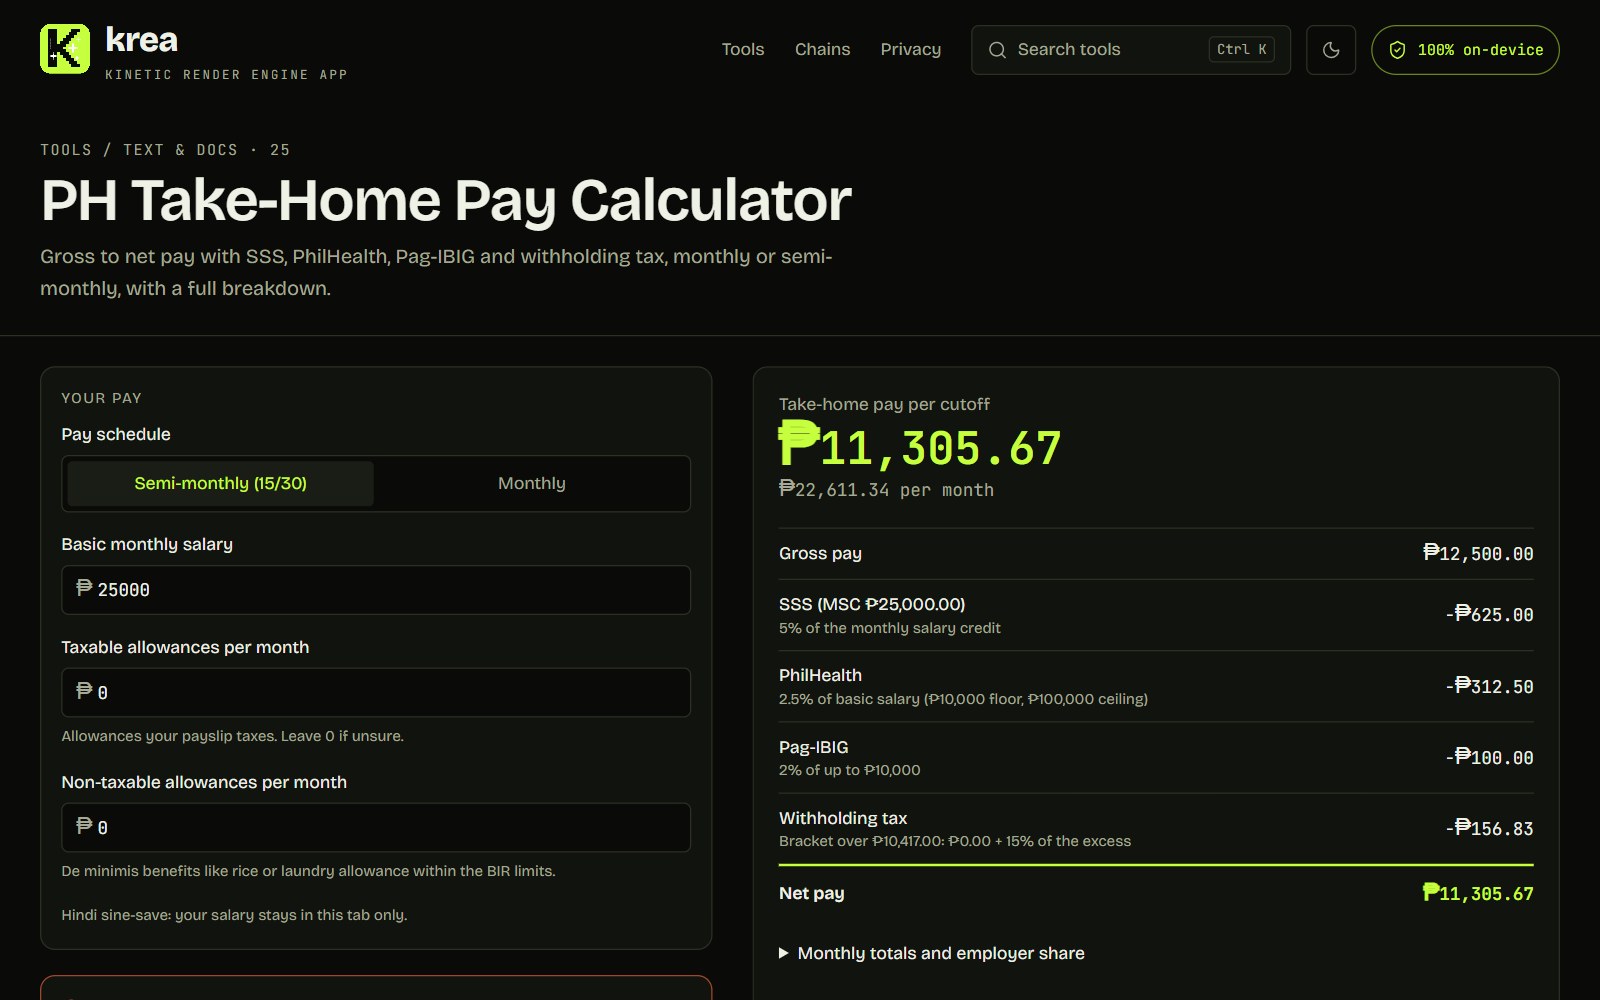 krea
KINETIC RENDER ENGINE APP
Tools
Chains
Privacy
Search tools
Ctrl K
100% on-device
TOOLS / TEXT & DOCS · 25
PH Take-Home Pay Calculator
Gross to net pay with SSS, PhilHealth, Pag-IBIG and withholding tax, monthly or semi-
monthly, with a full breakdown.
YOUR PAY
Pay schedule
Semi-monthly (15/30)
Monthly
Basic monthly salary
₱ 25000
Taxable allowances per month
₱ 0
Allowances your payslip taxes. Leave 0 if unsure.
Non-taxable allowances per month
₱ 0
De minimis benefits like rice or laundry allowance within the BIR limits.
Hindi sine-save: your salary stays in this tab only.
Take-home pay per cutoff
₱11,305.67
₱22,611.34 per month
Gross pay
₱12,500.00
SSS (MSC ₱25,000.00)
5% of the monthly salary credit
-₱625.00
PhilHealth
2.5% of basic salary (₱10,000 floor, ₱100,000 ceiling)
-₱312.50
Pag-IBIG
2% of up to ₱10,000
-₱100.00
Withholding tax
Bracket over ₱10,417.00: ₱0.00 + 15% of the excess
-₱156.83
Net pay
₱11,305.67
Monthly totals and employer share